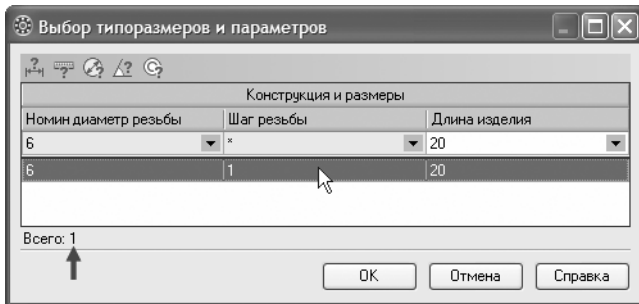 Выбор типоразмеров и параметров
Конструкция и размеры
Номин диаметр резьбы Шаг резьбы Длина изделия
6 * 20
6 1 20
Всего: 1
OK Отмена Справка